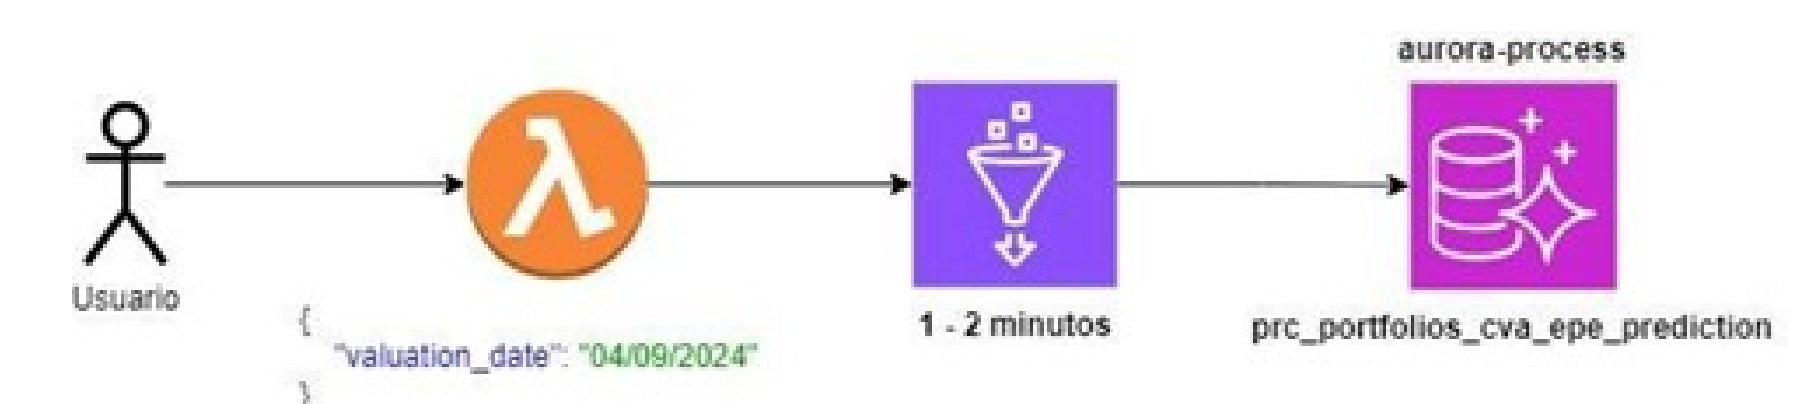 aurora-process
Usuario
{
"valuation_date": "04/09/2024"
}
1 - 2 minutos
prc_portfolios_cva_epe_prediction